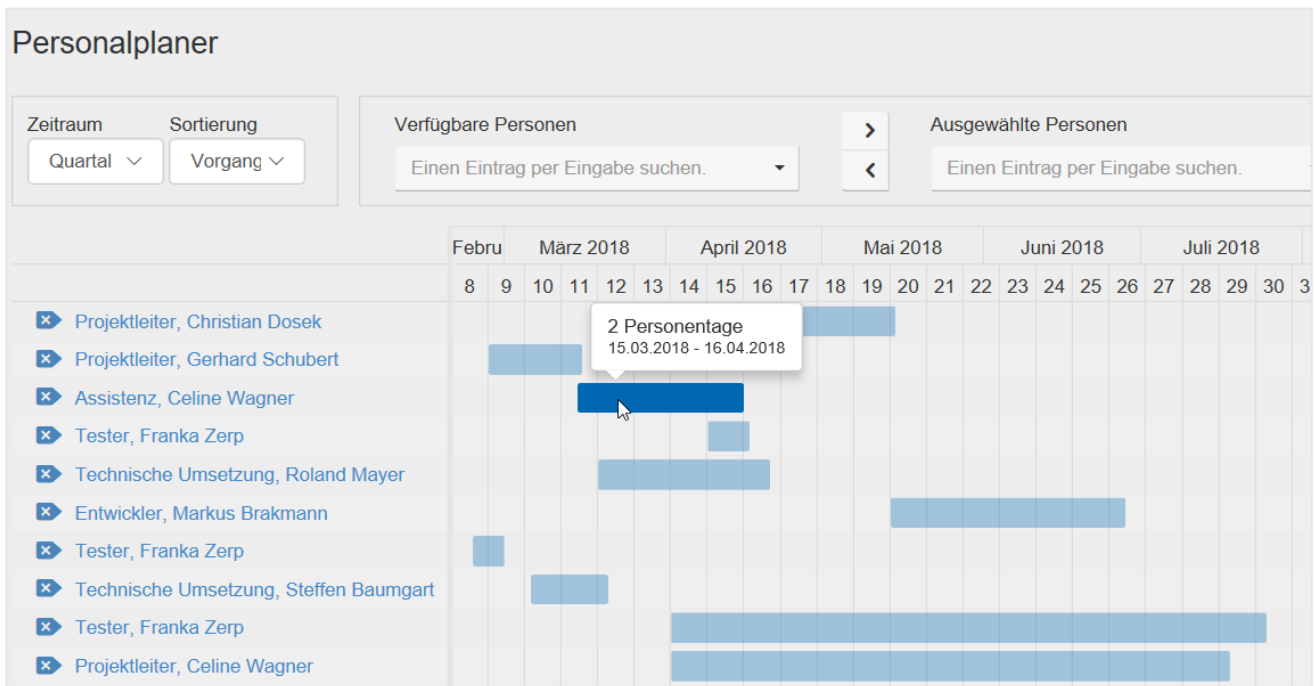 Personalplaner
Zeitraum Sortierung Verfügbare Personen Ausgewählte Personen
Quartal Vorgang Einen Eintrag per Eingabe suchen. Einen Eintrag per Eingabe suchen.
Febru März 2018 April 2018 Mai 2018 Juni 2018 Juli 2018
8 9 10 11 12 13 14 15 16 17 18 19 20 21 22 23 24 25 26 27 28 29 30 3
Projektleiter, Christian Dosek
2 Personentage
15.03.2018 - 16.04.2018
Projektleiter, Gerhard Schubert
Assistenz, Celine Wagner
Tester, Franka Zerp
Technische Umsetzung, Roland Mayer
Entwickler, Markus Brakmann
Tester, Franka Zerp
Technische Umsetzung, Steffen Baumgart
Tester, Franka Zerp
Projektleiter, Celine Wagner